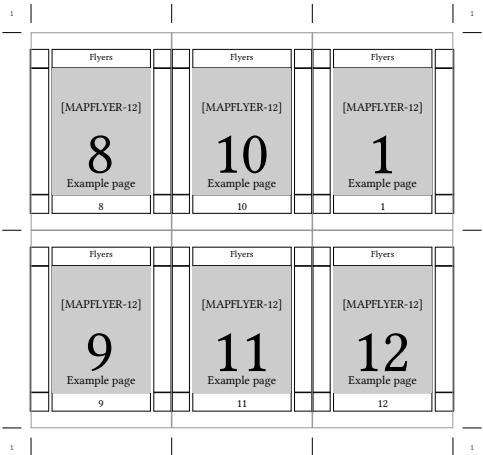 1 1
Flyers Flyers Flyers
[MAPFLYER-12] [MAPFLYER-12] [MAPFLYER-12]
8 10 1
Example page Example page Example page
8 10 1
Flyers Flyers Flyers
[MAPFLYER-12] [MAPFLYER-12] [MAPFLYER-12]
9 11 12
Example page Example page Example page
9 11 12
1 1